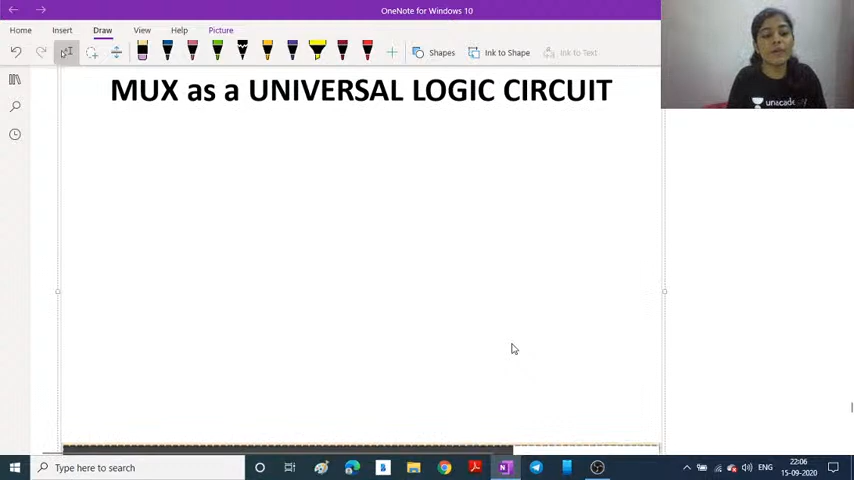 OneNote for Windows 10
Home Insert Draw View Help Picture
Shapes Ink to Shape Ink to Text
MUX as a UNIVERSAL LOGIC CIRCUIT
unacademy
Type here to search
ENG
22:06
15-09-2020